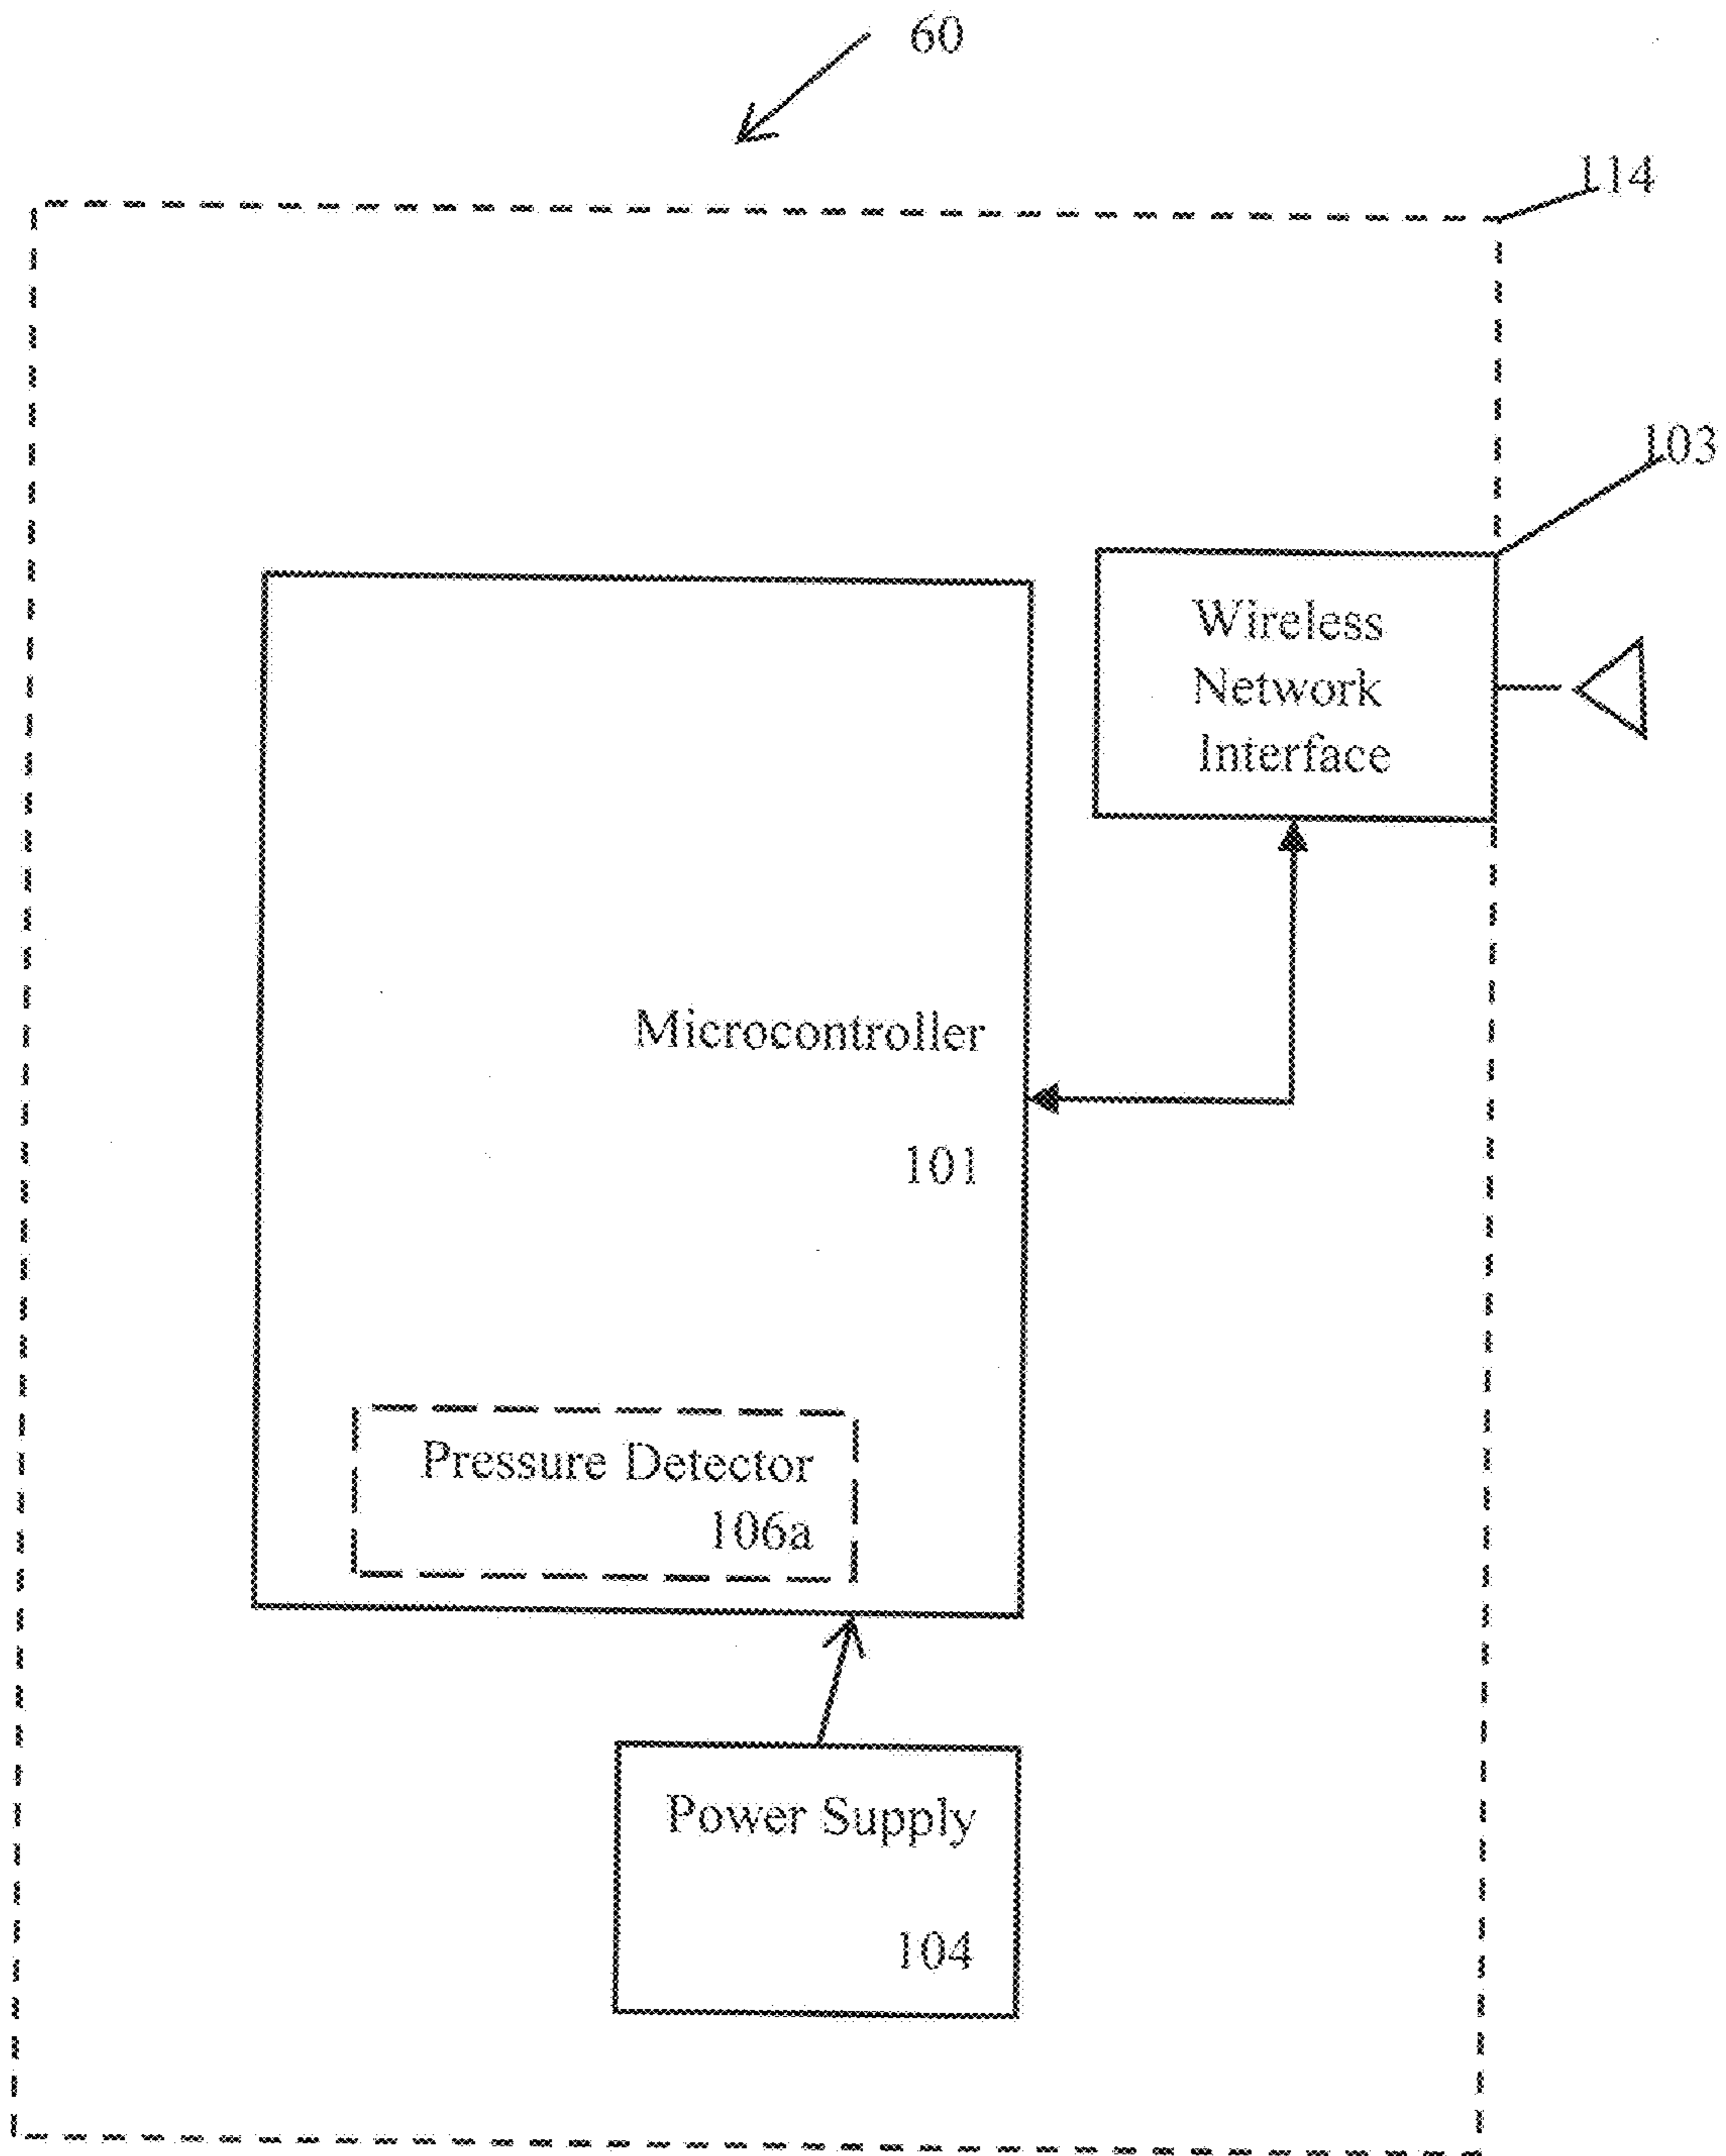 60
114
103
Wireless
Network
Interface
Microcontroller
101
Pressure Detector
106a
Power Supply
104